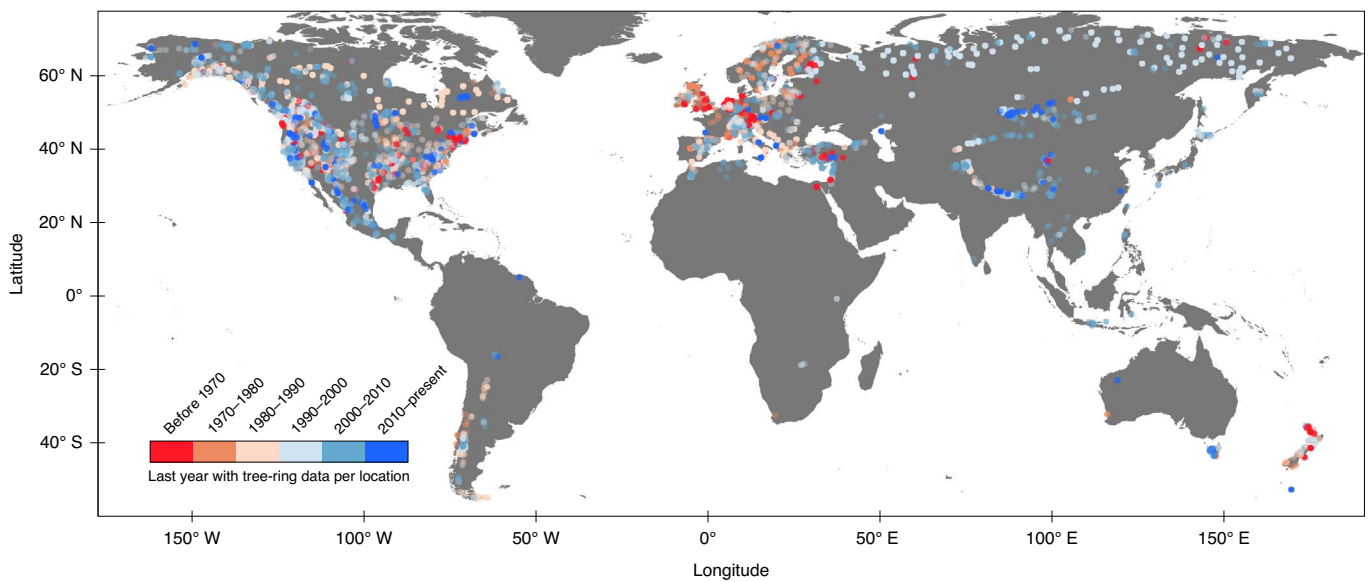 60° N
40° N
20° N
0°
20° S
40° S
Latitude
Before 1970
1970–1980
1980–1990
1990–2000
2000–2010
2010–present
Last year with tree-ring data per location
150° W
100° W
50° W
0°
50° E
100° E
150° E
Longitude